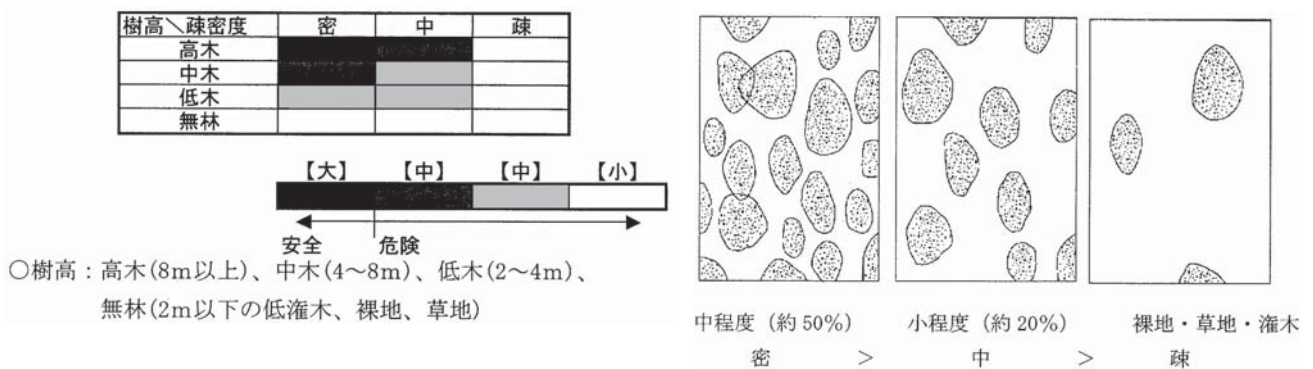 樹高＼疎密度 密 中 疎
高木
中木
低木
無林
【大】 【中】 【中】 【小】
安全 危険
○樹高：高木(8m以上)、中木(4～8m)、低木(2～4m)、
無林(2m以下の低潅木、裸地、草地)
中程度（約50%） 小程度（約20%） 裸地・草地・潅木
密 ＞ 中 ＞ 疎